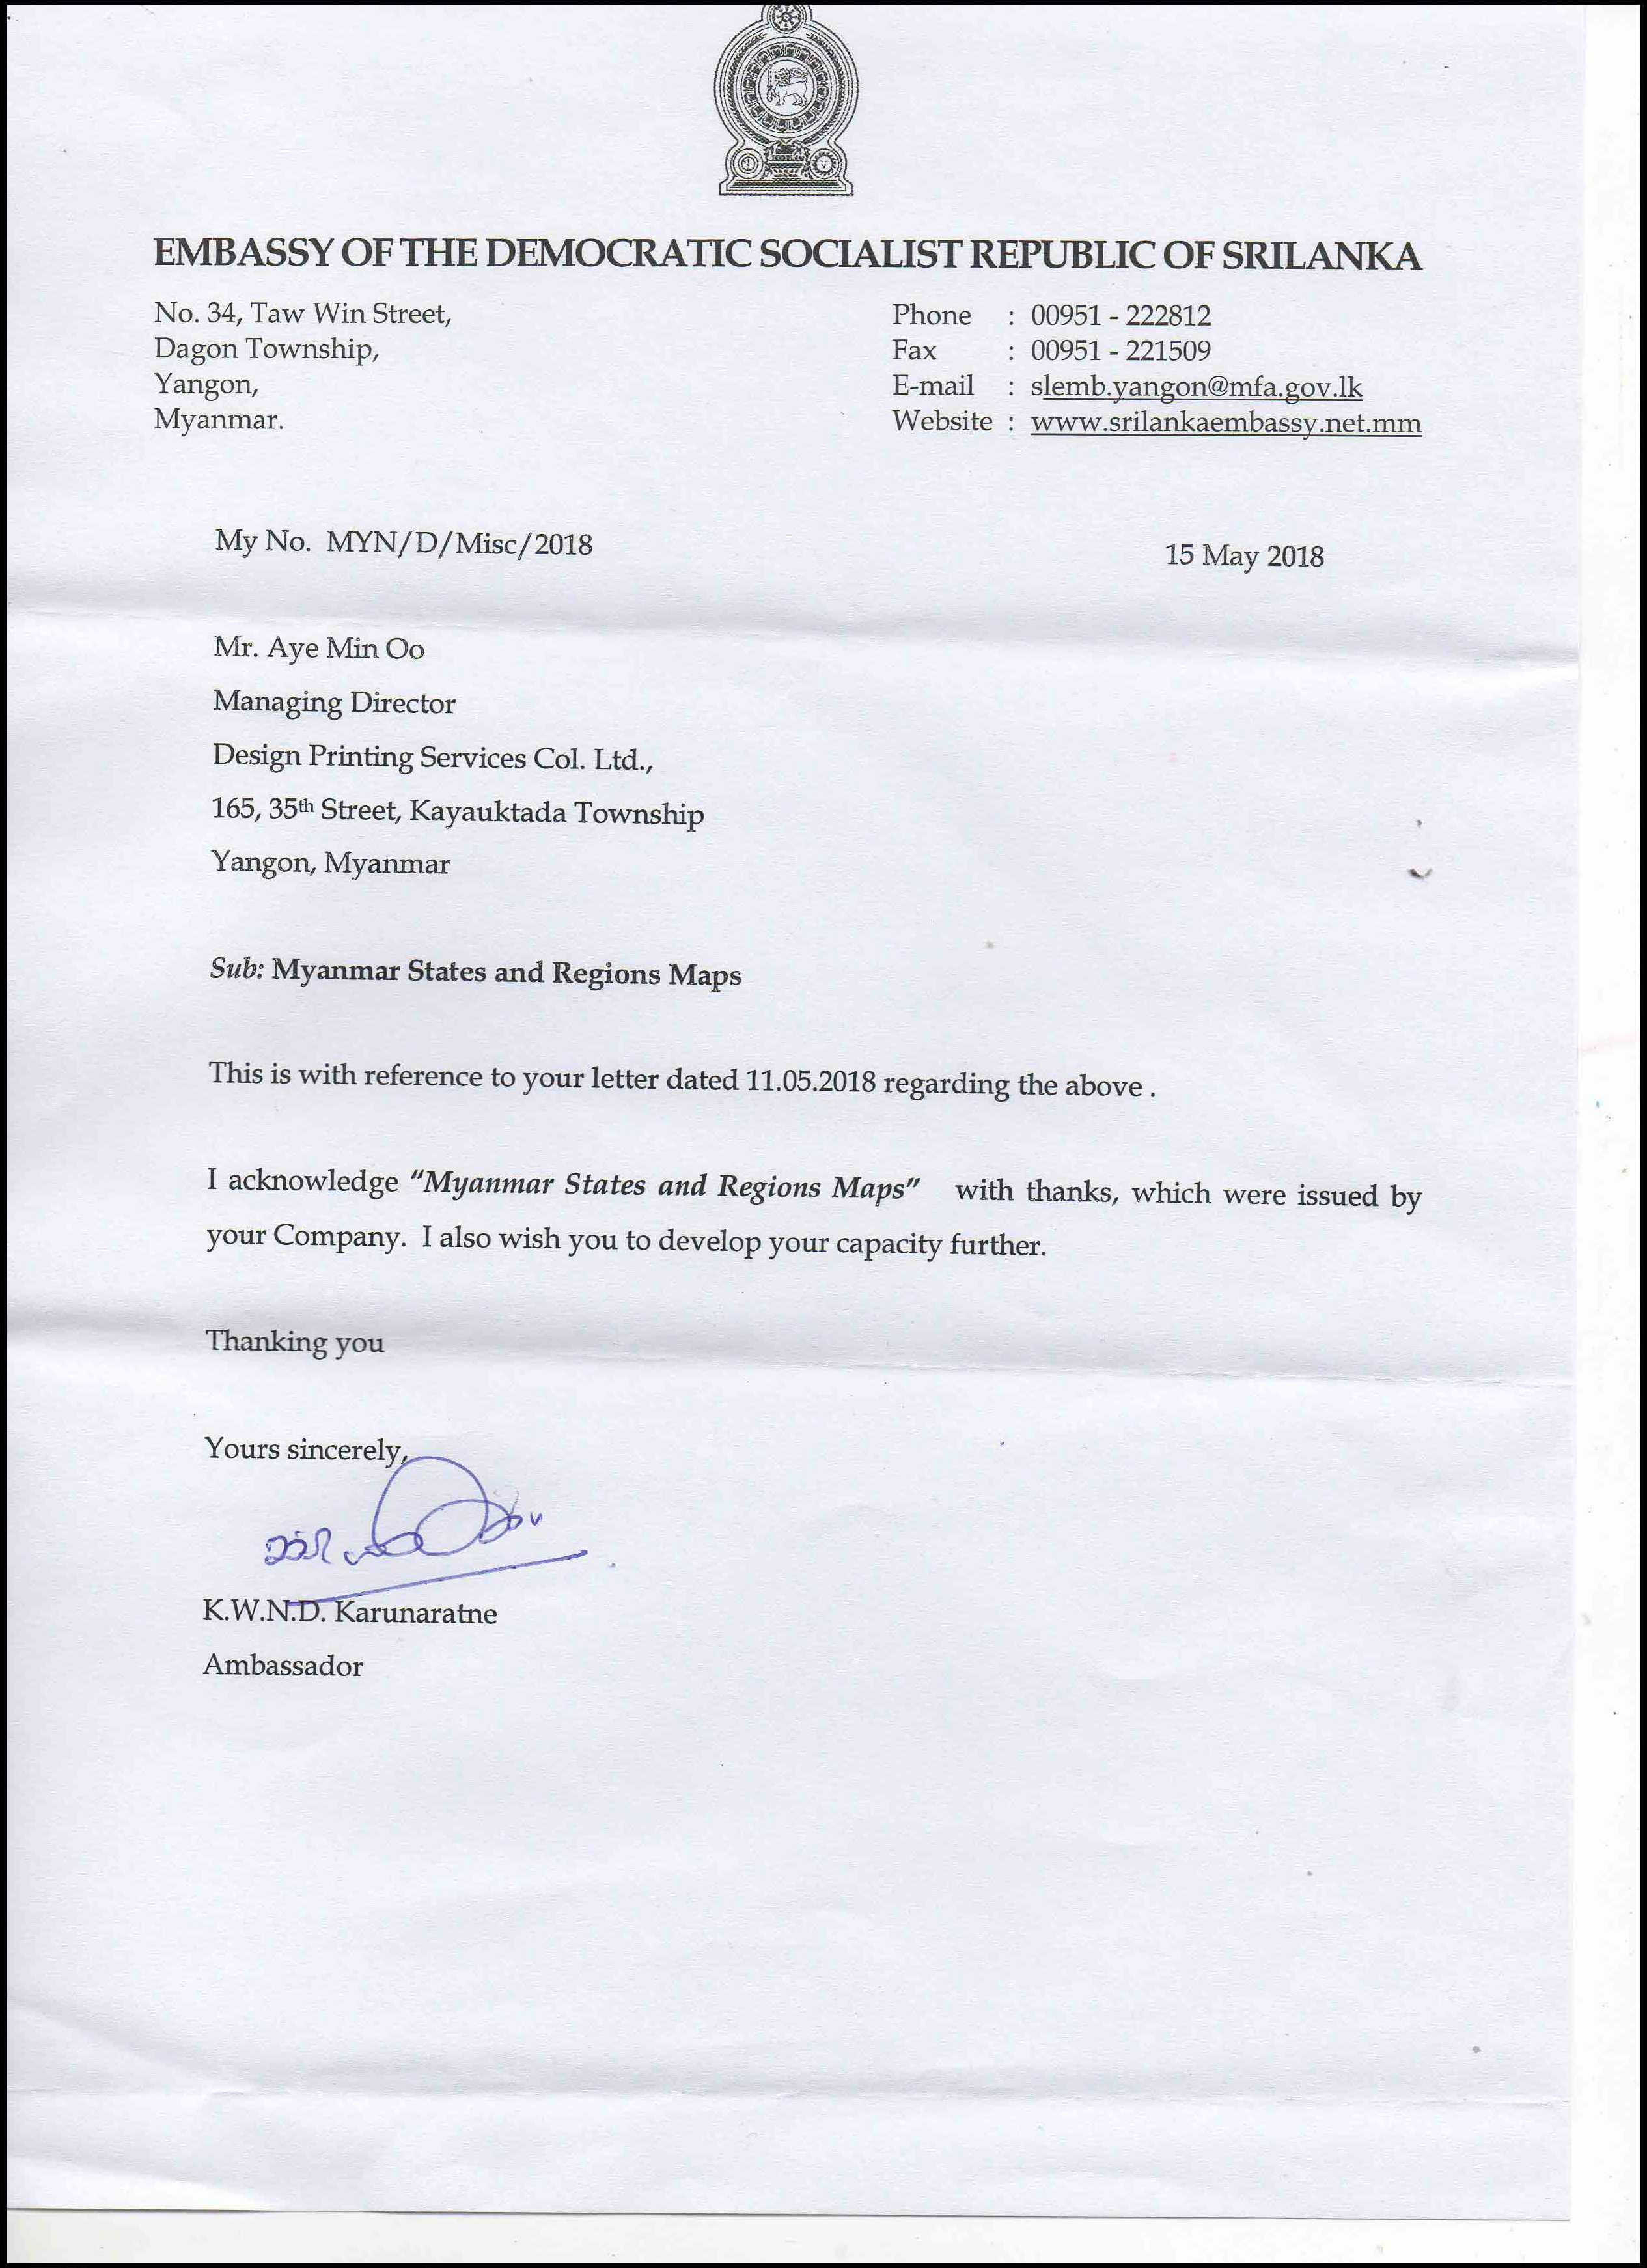 EMBASSY OF THE DEMOCRATIC SOCIALIST REPUBLIC OF SRILANKA
No. 34, Taw Win Street,
Dagon Township,
Yangon,
Myanmar.
Phone : 00951 - 222812
Fax : 00951 - 221509
E-mail : slemb.yangon@mfa.gov.lk
Website : www.srilankaembassy.net.mm
My No. MYN/D/Misc/2018
15 May 2018
Mr. Aye Min Oo
Managing Director
Design Printing Services Col. Ltd.,
165, 35th Street, Kayauktada Township
Yangon, Myanmar
Sub: Myanmar States and Regions Maps
This is with reference to your letter dated 11.05.2018 regarding the above .
I acknowledge "Myanmar States and Regions Maps" with thanks, which were issued by
your Company. I also wish you to develop your capacity further.
Thanking you
Yours sincerely,
K.W.N.D. Karunaratne
Ambassador